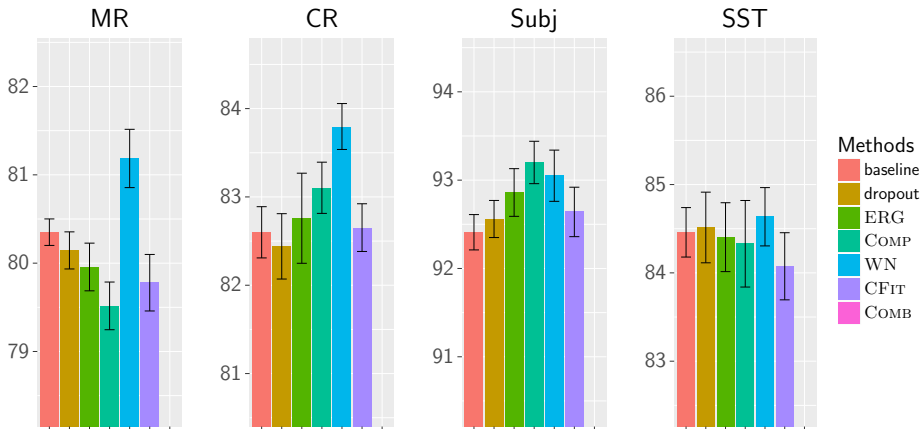 MR
CR
Subj
SST
82
81
80
79
84
83
82
81
94
93
92
91
86
85
84
83
Methods
baseline
dropout
ERG
COMP
WN
CFIT
COMB